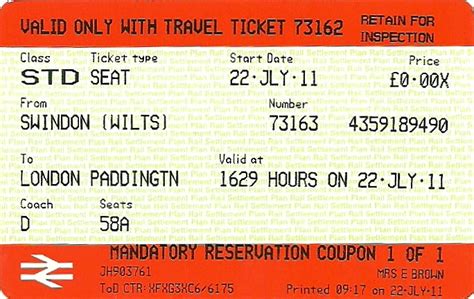 VALID ONLY WITH TRAVEL TICKET 73162 RETAIN FOR INSPECTION
Class Ticket type Start Date Price
STD SEAT 22·JLY·11 £0·00X
From Number
SWINDON (WILTS) 73163 4359189490
To Valid at
LONDON PADDINGTN 1629 HOURS ON 22·JLY·11
Coach Seats
D 58A
MANDATORY RESERVATION COUPON 1 OF 1
JH903761 MRS E BROWN
ToD CTR: XFXG3XC6/6175 Printed 09:17 on 22·JLY·11